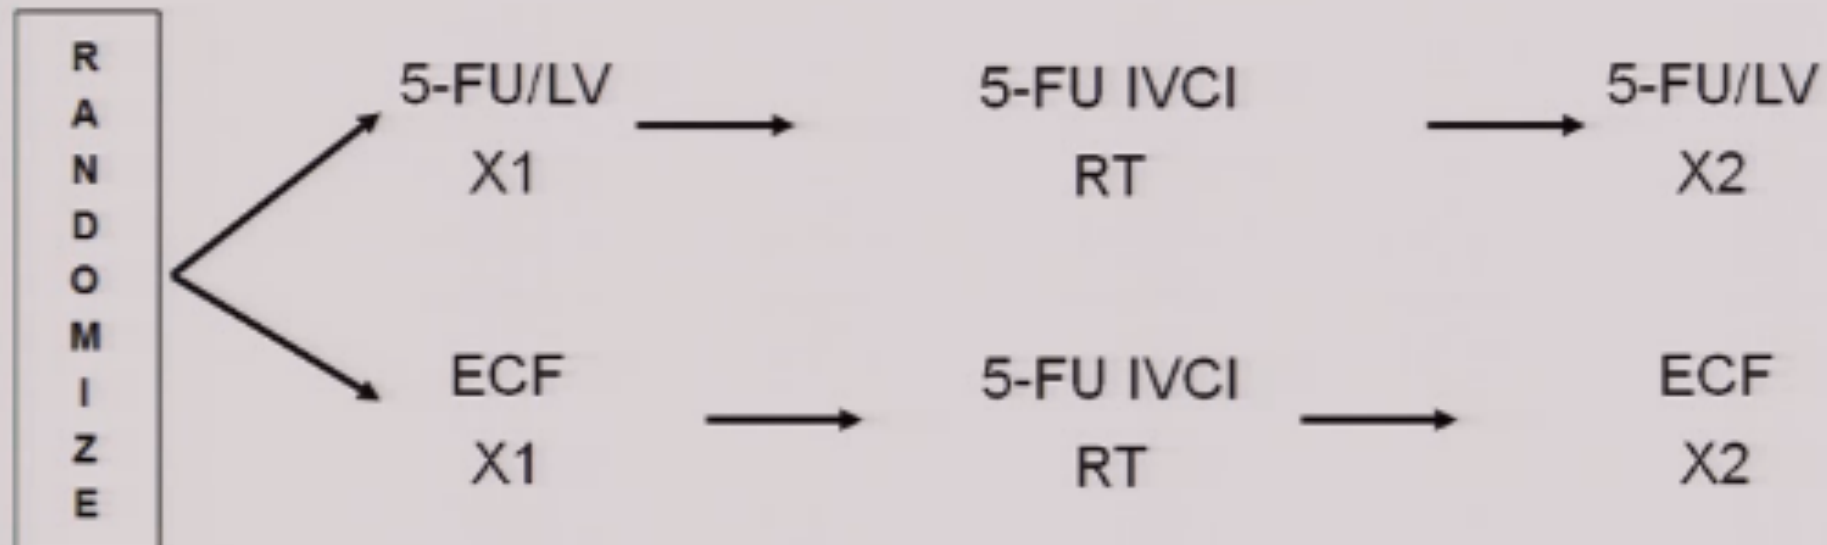 RANDOMIZE
5-FU/LV
X1
5-FU IVCI
RT
5-FU/LV
X2
ECF
X1
5-FU IVCI
RT
ECF
X2